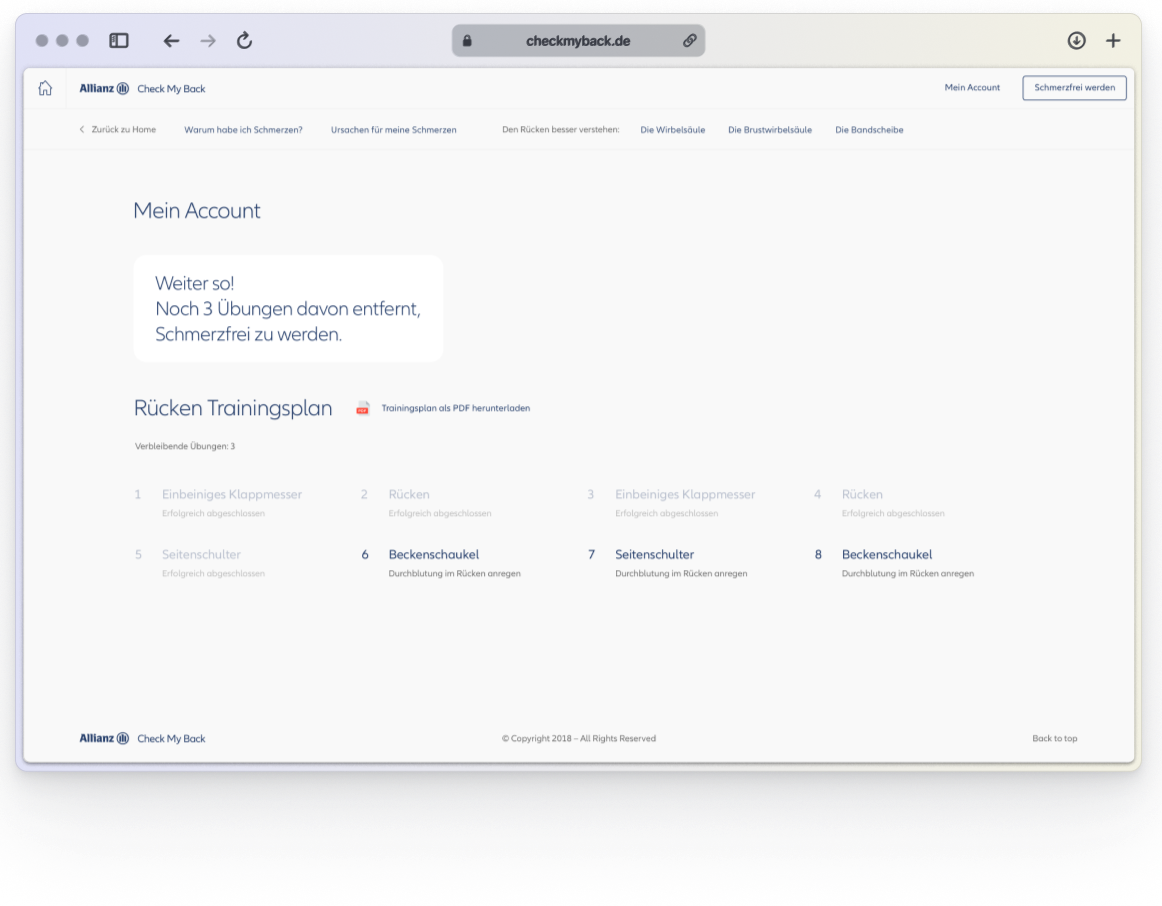 checkmyback.de
Allianz Check My Back
Mein Account
Schmerzfrei werden
Zurück zu Home
Warum habe ich Schmerzen?
Ursachen für meine Schmerzen
Den Rücken besser verstehen:
Die Wirbelsäule
Die Brustwirbelsäule
Die Bandscheibe
Mein Account
Weiter so!
Noch 3 Übungen davon entfernt,
Schmerzfrei zu werden.
Rücken Trainingsplan
PDF
Trainingsplan als PDF herunterladen
Verbleibende Übungen: 3
1 Einbeiniges Klappmesser
Erfolgreich abgeschlossen
2 Rücken
Erfolgreich abgeschlossen
3 Einbeiniges Klappmesser
Erfolgreich abgeschlossen
4 Rücken
Erfolgreich abgeschlossen
5 Seitenschulter
Erfolgreich abgeschlossen
6 Beckenschaukel
Durchblutung im Rücken anregen
7 Seitenschulter
Durchblutung im Rücken anregen
8 Beckenschaukel
Durchblutung im Rücken anregen
Allianz Check My Back
© Copyright 2018 – All Rights Reserved
Back to top